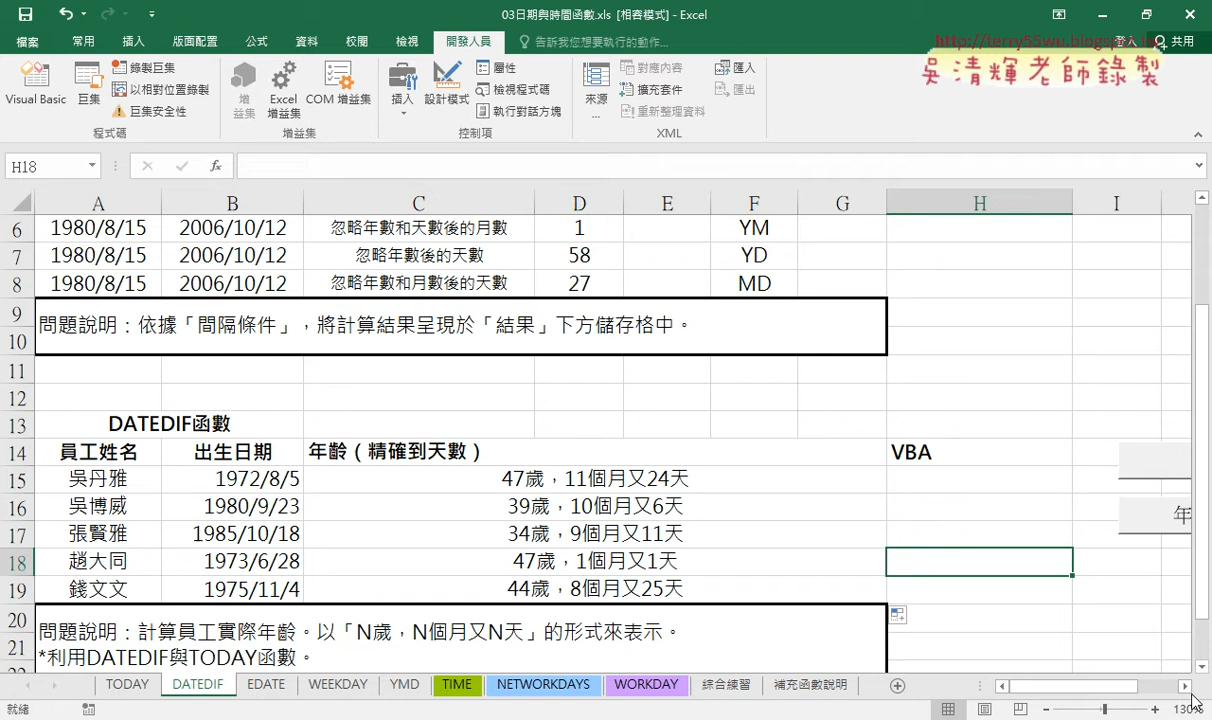 03日期與時間函數.xls [相容模式] - Excel
檔案 常用 插入 版面配置 公式 資料 校閱 檢視 開發人員 告訴我您想要執行的動作... 登入 共用
http://terry55wu.blogspot.
吳清輝老師錄製
Visual Basic 巨集 錄製巨集 以相對位置錄製 巨集安全性 程式碼
增益集 Excel 增益集 COM 增益集 增益集
插入 設計模式 屬性 檢視程式碼 執行對話方塊 控制項
來源... 對應內容 擴充套件 重新整理資料 匯入 匯出 XML
H18 fx
A B C D E F G H I
6 1980/8/15 2006/10/12 忽略年數和天數後的月數 1 YM
7 1980/8/15 2006/10/12 忽略年數後的天數 58 YD
8 1980/8/15 2006/10/12 忽略年數和月數後的天數 27 MD
9
10 問題說明：依據「間隔條件」，將計算結果呈現於「結果」下方儲存格中。
11
12
13 DATEDIF函數
14 員工姓名 出生日期 年齡（精確到天數） VBA
15 吳丹雅 1972/8/5 47歲，11個月又24天
16 吳博威 1980/9/23 39歲，10個月又6天
17 張賢雅 1985/10/18 34歲，9個月又11天 年
18 趙大同 1973/6/28 47歲，1個月又1天
19 錢文文 1975/11/4 44歲，8個月又25天
20 問題說明：計算員工實際年齡。以「N歲，N個月又N天」的形式來表示。
21 *利用DATEDIF與TODAY函數。
TODAY DATEDIF EDATE WEEKDAY YMD TIME NETWORKDAYS WORKDAY 綜合練習 補充函數說明
就緒 130%